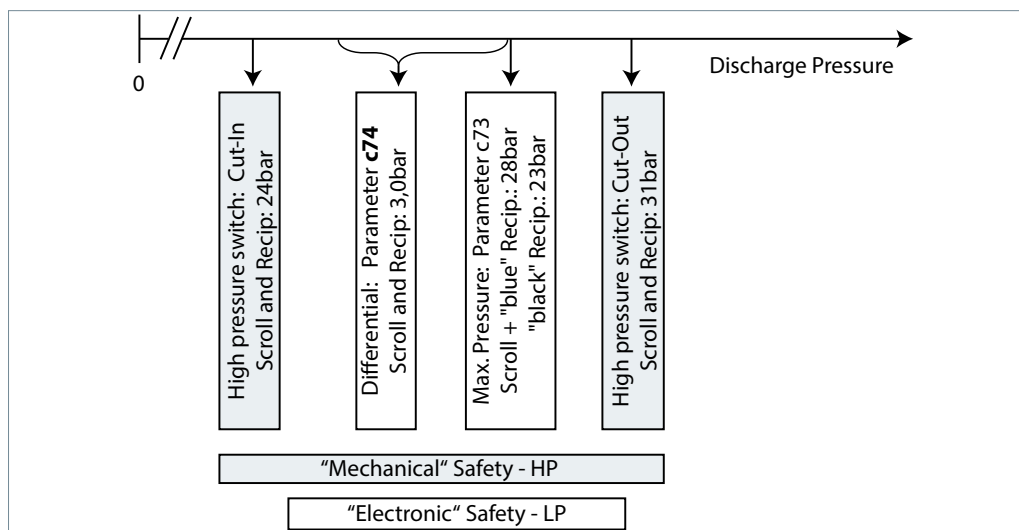 0
Discharge Pressure
High pressure switch: Cut-In
Scroll and Recip: 24bar
Differential: Parameter c74
Scroll and Recip: 3,0bar
Max. Pressure: Parameter c73
Scroll + "blue" Recip.: 28bar
"black" Recip.: 23bar
High pressure switch: Cut-Out
Scroll and Recip: 31bar
“Mechanical“ Safety - HP
“Electronic“ Safety - LP